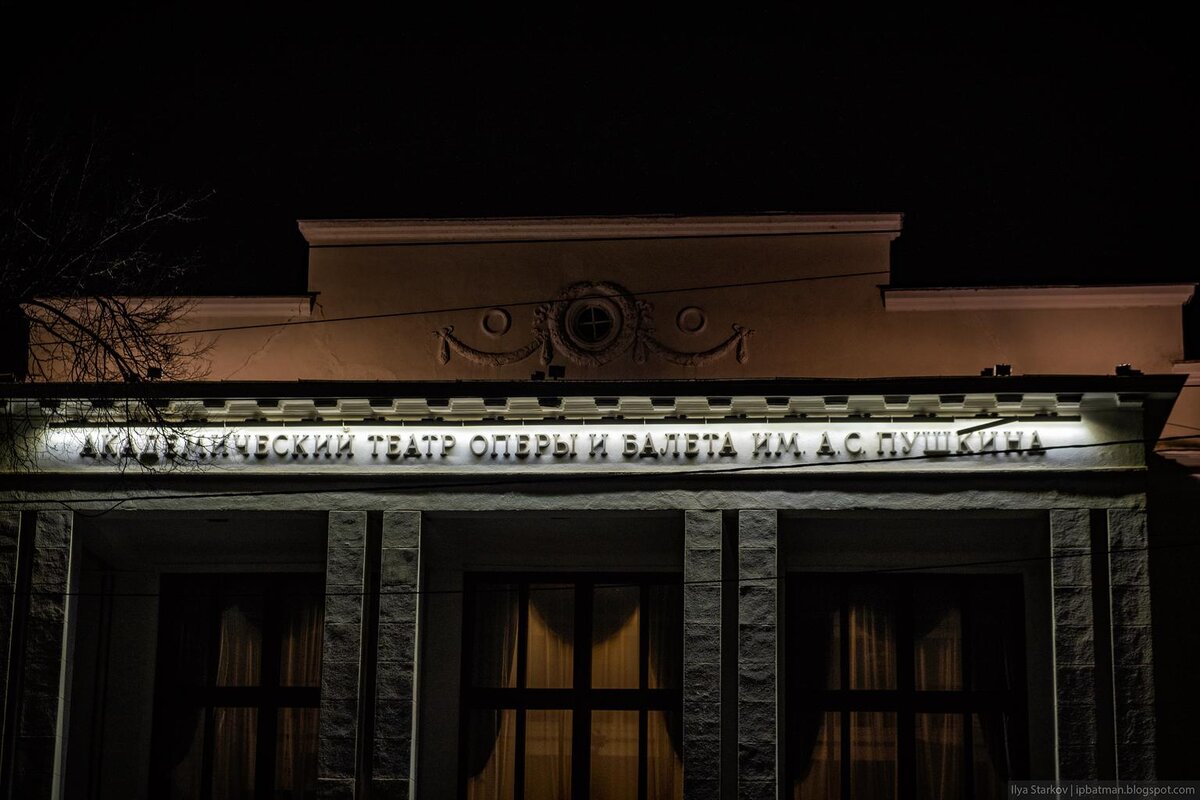 АКАДЕМИЧЕСКИЙ ТЕАТР ОПЕРЫ И БАЛЕТА ИМ. А.С. ПУШКИНА
Ilya Starkov | ipbatman.blogspot.com